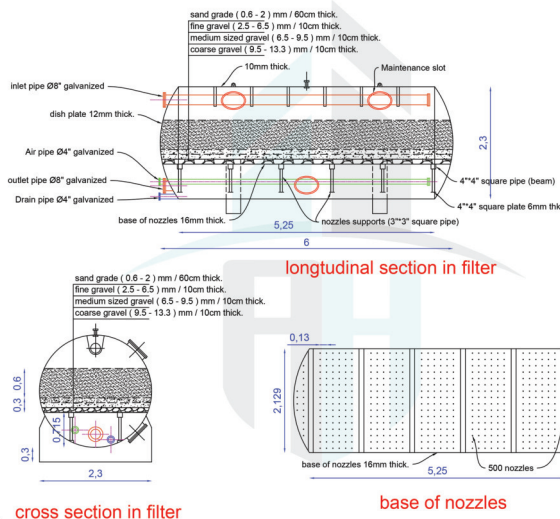 sand grade ( 0.6 - 2 ) mm / 60cm thick.
fine gravel ( 2.5 - 6.5 ) mm / 10cm thick.
medium sized gravel ( 6.5 - 9.5 ) mm / 10cm thick.
coarse gravel ( 9.5 - 13.3 ) mm / 10cm thick.
10mm thick.
Maintenance slot
inlet pipe Ø8" galvanized
dish plate 12mm thick.
Air pipe Ø4" galvanized
outlet pipe Ø8" galvanized
Drain pipe Ø4" galvanized
base of nozzles 16mm thick.
nozzles supports (3"*3" square pipe)
4"*4" square pipe (beam)
4"*4" square plate 6mm thk
2,3
5,25
6
longtudinal section in filter
sand grade ( 0.6 - 2 ) mm / 60cm thick.
fine gravel ( 2.5 - 6.5 ) mm / 10cm thick.
medium sized gravel ( 6.5 - 9.5 ) mm / 10cm thick.
coarse gravel ( 9.5 - 13.3 ) mm / 10cm thick.
0,6
0,3
0,715
0,3
2,3
cross section in filter
0,13
2,129
base of nozzles 16mm thick.
500 nozzles
5,25
base of nozzles